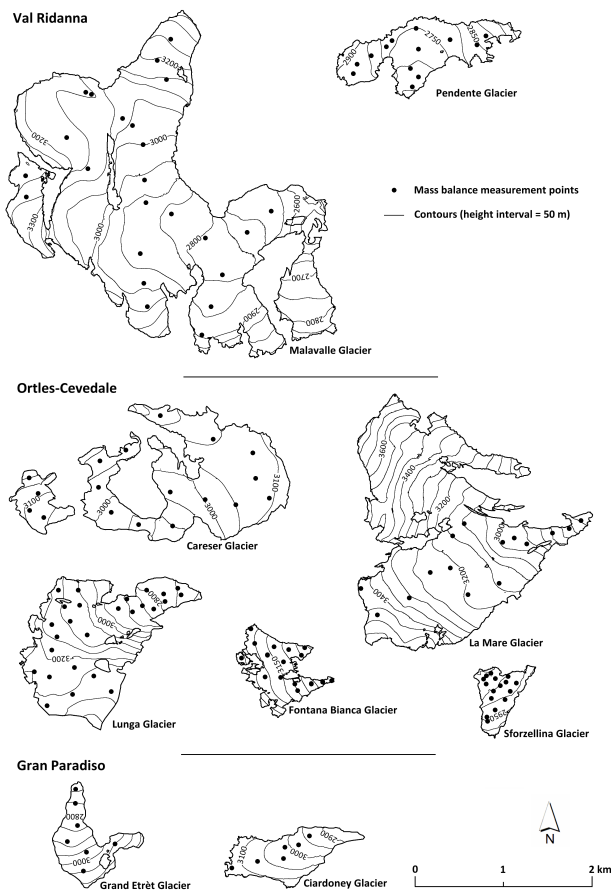 Val Ridanna
3200
2900
2750
2850
Pendente Glacier
3200
3000
3300
3000
2800
2600
2700
2900
2800
Malavalle Glacier
Mass balance measurement points
Contours (height interval = 50 m)
Ortles-Cevedale
3100
3000
3000
3100
Careser Glacier
3600
3400
3200
3000
3200
3400
La Mare Glacier
2800
3000
3200
Lunga Glacier
3150
Fontana Bianca Glacier
2950
Sforzellina Glacier
Gran Paradiso
2800
3000
Grand Etrèt Glacier
3100
3000
2900
Ciardoney Glacier
N
0 1 2 km